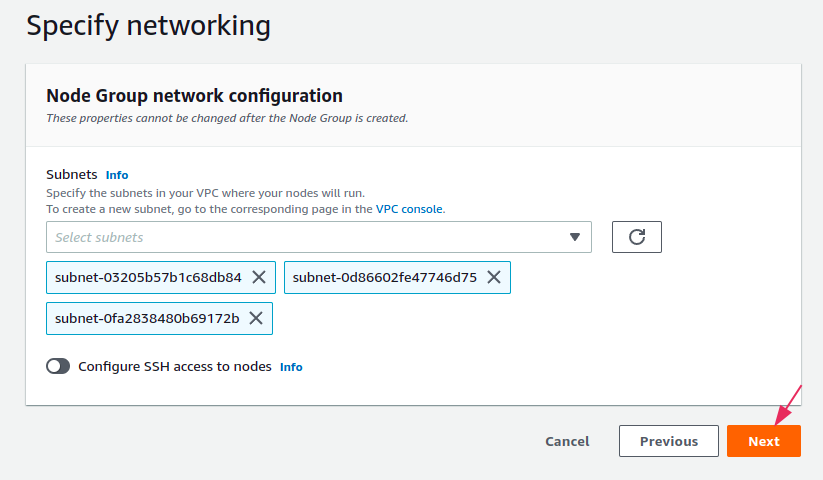 Specify networking
Node Group network configuration
These properties cannot be changed after the Node Group is created.
Subnets Info
Specify the subnets in your VPC where your nodes will run.
To create a new subnet, go to the corresponding page in the VPC console.
Select subnets
subnet-03205b57b1c68db84 subnet-0d86602fe47746d75
subnet-0fa2838480b69172b
Configure SSH access to nodes Info
Cancel Previous Next